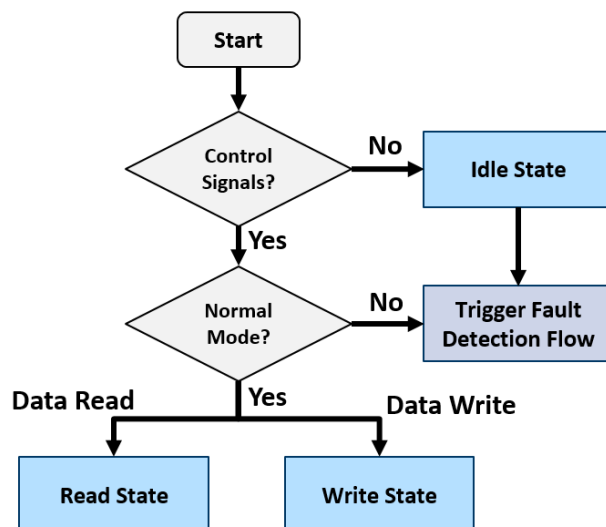 Start
Control
Signals?
No
Idle State
Yes
Normal
Mode?
No
Trigger Fault
Detection Flow
Yes
Data Read
Data Write
Read State
Write State